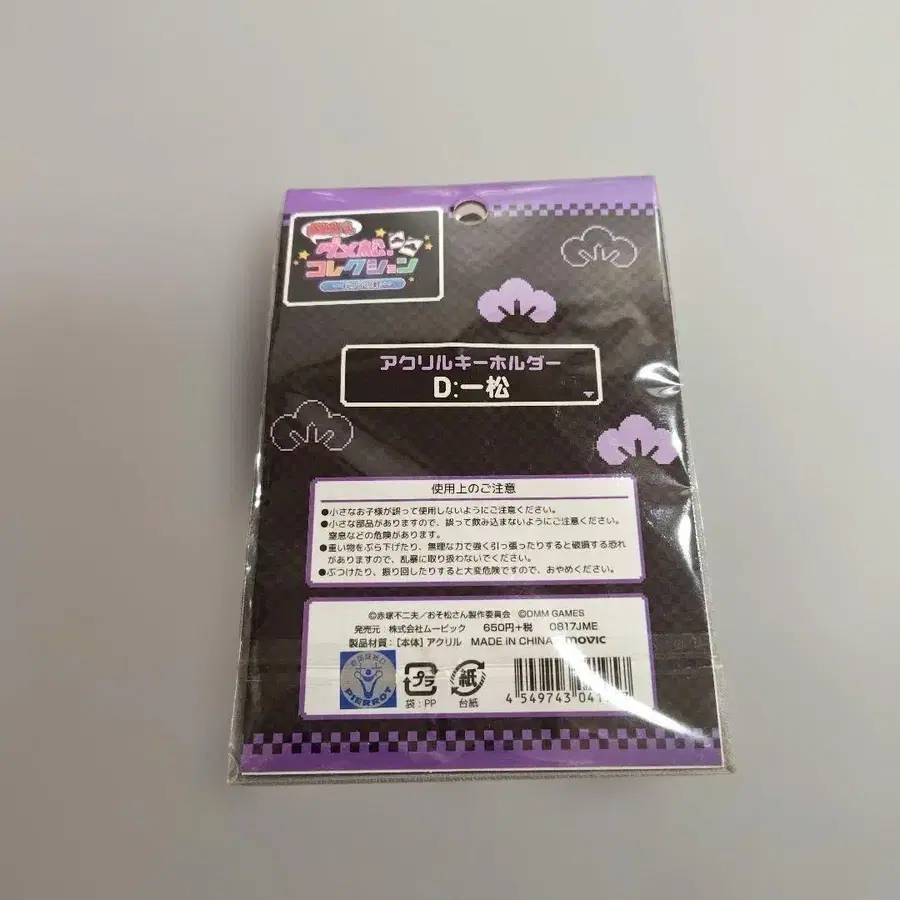 ダメ松.
コレクション
アクリルキーホルダー
D:一松
使用上のご注意
●小さなお子様が誤って使用しないようにご注意ください。
●小さな部品がありますので、誤って飲み込まないようにご注意ください。
窒息などの危険があります。
●重い物をぶら下げたり、無理な力で強く引っ張ったりすると破損する恐れ
がありますので、乱暴に取り扱わないでください。
●ぶつけたり、振り回したりすると大変危険ですので、おやめください。
©赤塚不二夫/おそ松さん製作委員会 ©DMM GAMES
発売元 株式会社ムービック 650円+税 0817JME
製品材質:【本体】アクリル MADE IN CHINA movic
PIERROT
プラ
紙
袋:PP
台紙
4 549743